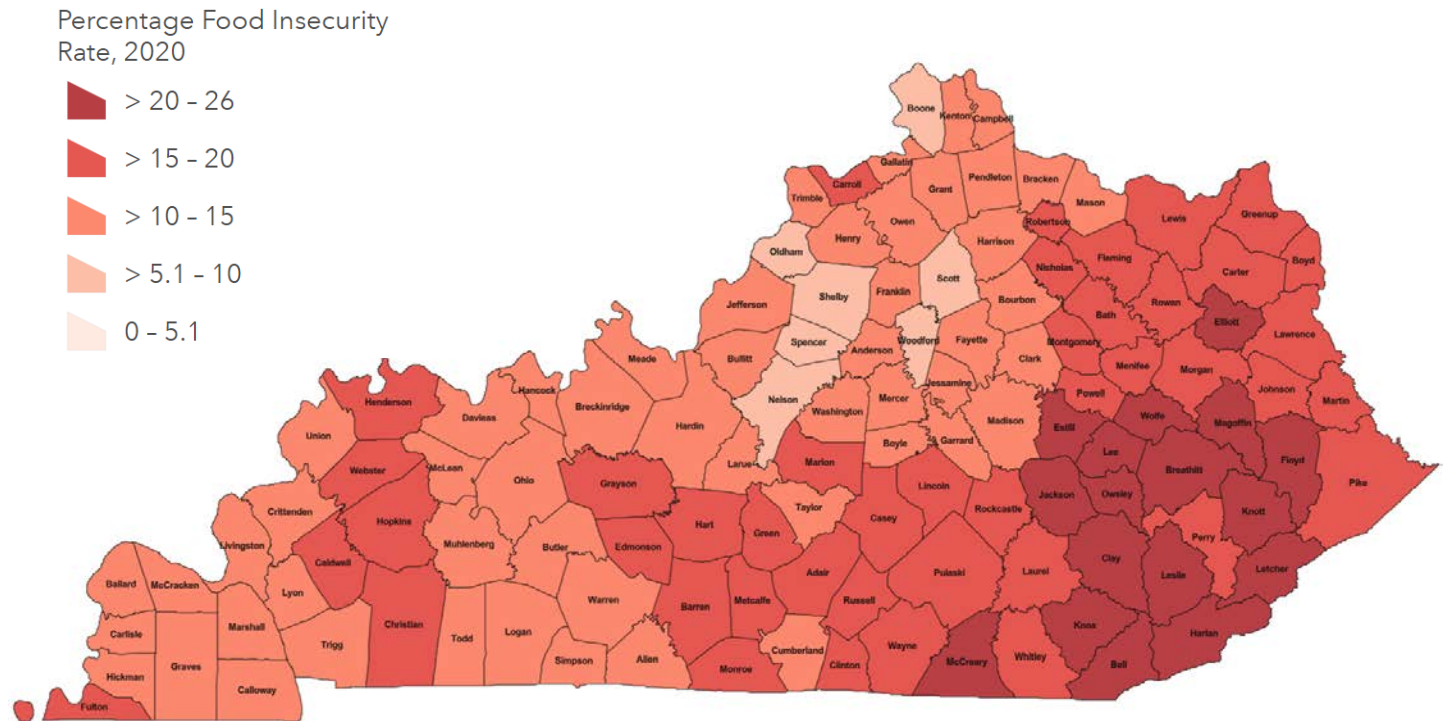 Percentage Food Insecurity
Rate, 2020
> 20 – 26
> 15 – 20
> 10 – 15
> 5.1 – 10
0 – 5.1
Boone
Kenton
Campbell
Gallatin
Carroll
Trimble
Grant
Pendleton
Bracken
Mason
Owen
Robertson
Lewis
Greenup
Henry
Harrison
Oldham
Nicholas
Fleming
Boyd
Carter
Scott
Shelby
Franklin
Bourbon
Rowan
Jefferson
Bath
Elliott
Lawrence
Spencer
Woodford
Fayette
Montgomery
Anderson
Clark
Bullitt
Meade
Menifee
Morgan
Jessamine
Johnson
Hancock
Henderson
Nelson
Mercer
Powell
Martin
Breckinridge
Washington
Wolfe
Davieas
Madison
Magoffin
Hardin
Estill
Union
Boyle
Garrard
Lee
Floyd
Larue
Marion
McLean
Webster
Breathitt
Ohio
Grayson
Pike
Lincoln
Jackson
Owsley
Taylor
Rockcastle
Knott
Crittenden
Hopkins
Casey
Hart
Green
Perry
Livingston
Muhlenberg
Butler
Edmonson
Clay
Caldwell
Letcher
Adair
Pulaski
Laurel
Leslie
Ballard
McCracken
Lyon
Warren
Metcalfe
Russell
Barren
Christian
Knox
Marshall
Carlisle
Logan
Todd
Harlan
Trigg
Wayne
Cumberland
Whitley
Allen
Simpson
McCreary
Clinton
Bell
Graves
Monroe
Hickman
Calloway
Fulton